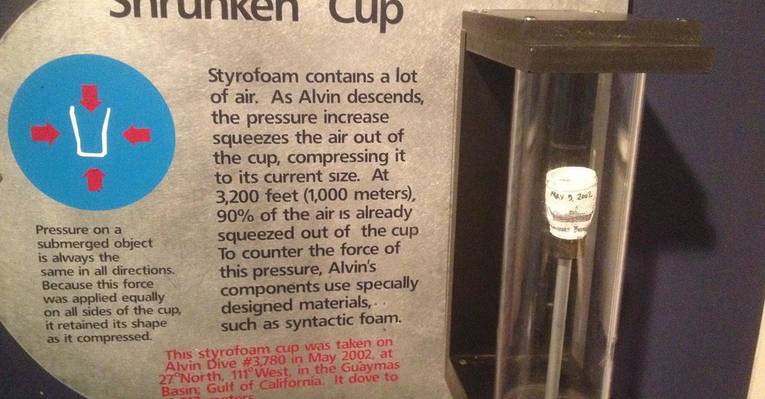 Shrunken Cup
Styrofoam contains a lot
of air. As Alvin descends,
the pressure increase
squeezes the air out of
the cup, compressing it
to its current size. At
3,200 feet (1,000 meters),
90% of the air is already
squeezed out of the cup
To counter the force of
this pressure, Alvin's
components use specially
designed materials,
such as syntactic foam.
Pressure on a
submerged object
is always the
same in all directions.
Because this force
was applied equally
on all sides of the cup,
it retained its shape
as it compressed.
This styrofoam cup was taken on
Alvin Dive #3,780 in May 2002, at
27°North, 111°West, in the Guaymas
Basin; Gulf of California. It dove to
meters
MAY 9, 2002